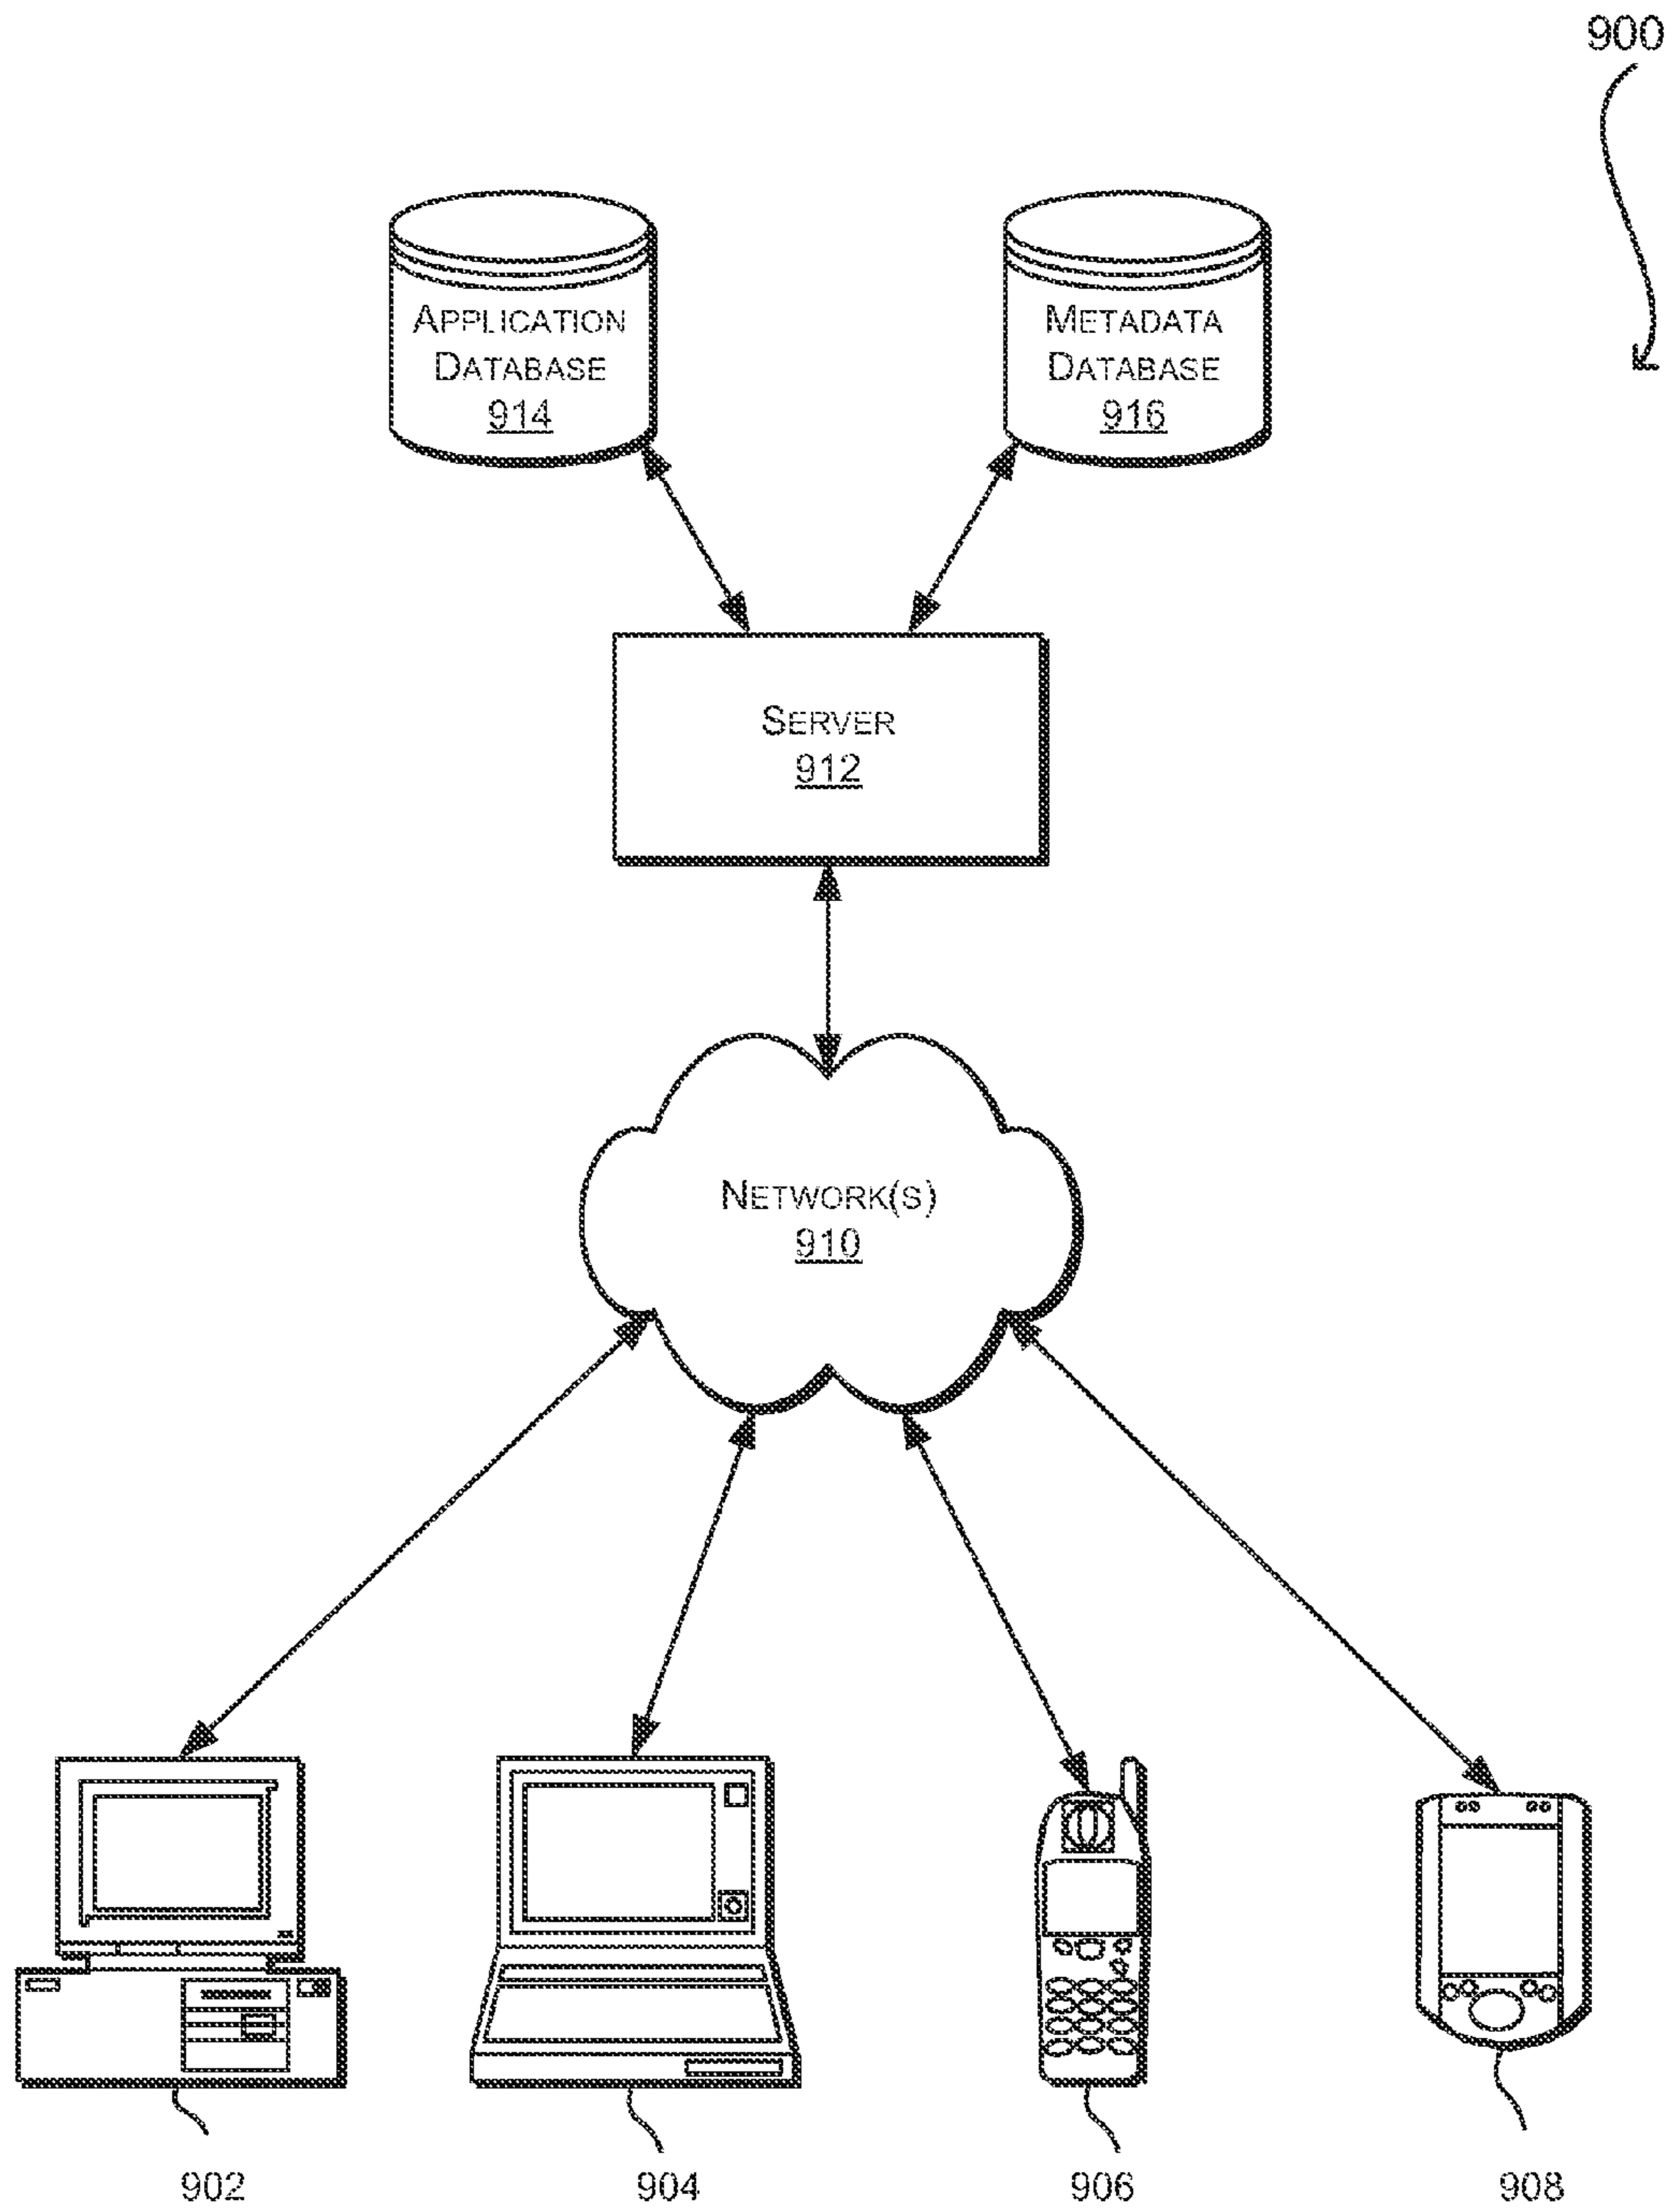 900
APPLICATION
DATABASE
914
METADATA
DATABASE
916
SERVER
912
NETWORK(S)
910
902
904
906
908